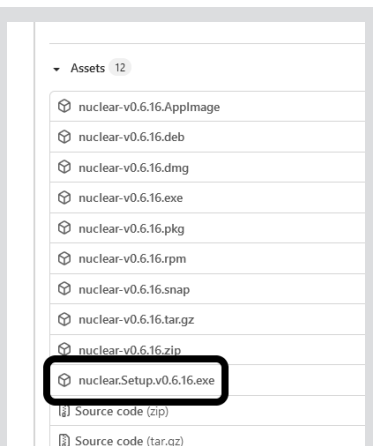 Assets 12
nuclear-v0.6.16.AppImage
nuclear-v0.6.16.deb
nuclear-v0.6.16.dmg
nuclear-v0.6.16.exe
nuclear-v0.6.16.pkg
nuclear-v0.6.16.rpm
nuclear-v0.6.16.snap
nuclear-v0.6.16.tar.gz
nuclear-v0.6.16.zip
nuclear.Setup.v0.6.16.exe
Source code (zip)
Source code (tar.gz)